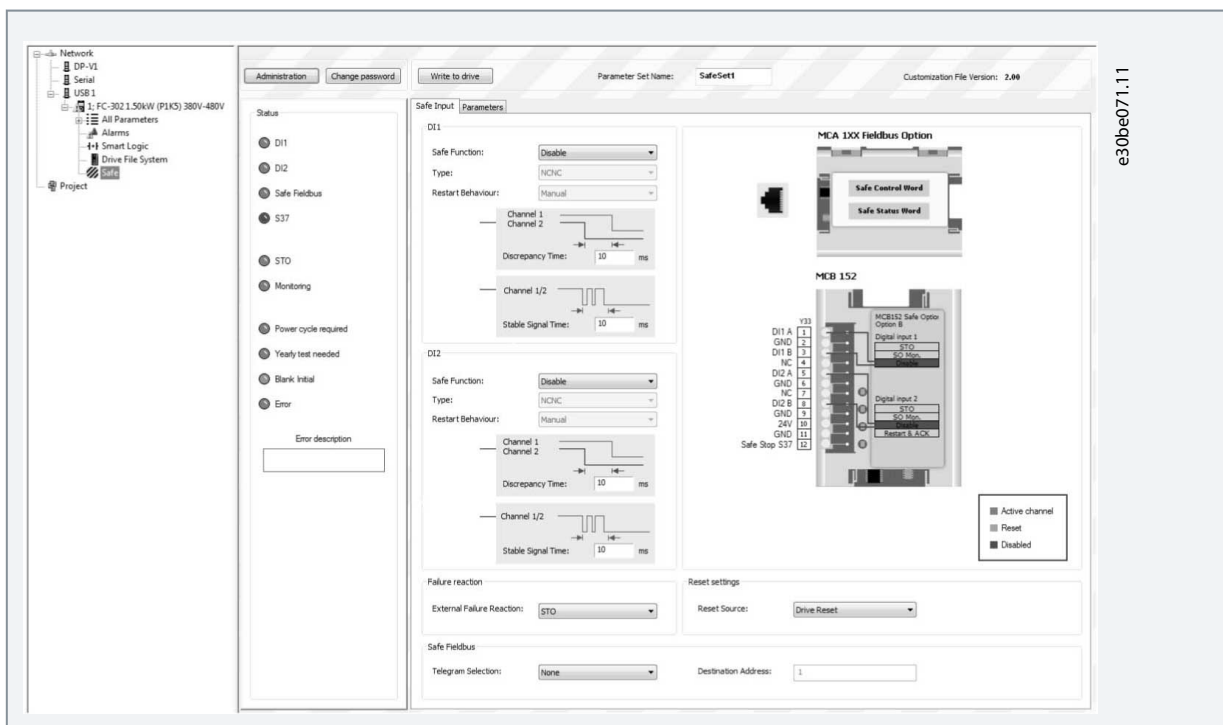 Network
DP-V1
Serial
USB 1
1; FC-302 1.50kW (P1K5) 380V-480V
All Parameters
Alarms
Smart Logic
Drive File System
Safe
Project
Administration
Change password
Write to drive
Parameter Set Name: SafeSet1
Customization File Version: 2.00
Status
DI1
DI2
Safe Fieldbus
S37
STO
Monitoring
Power cycle required
Yearly test needed
Blank Initial
Error
Error description
Safe Input
Parameters
DI1
Safe Function: Disable
Type: NCNC
Restart Behaviour: Manual
Channel 1
Channel 2
Discrepancy Time: 10 ms
Channel 1/2
Stable Signal Time: 10 ms
DI2
Safe Function: Disable
Type: NCNC
Restart Behaviour: Manual
Channel 1
Channel 2
Discrepancy Time: 10 ms
Channel 1/2
Stable Signal Time: 10 ms
MCA 1XX Fieldbus Option
Safe Control Word
Safe Status Word
MCB 152
Y33
DI1 A 1
GND 2
DI1 B 3
NC 4
DI2 A 5
GND 6
NC 7
DI2 B 8
GND 9
24V 10
GND 11
Safe Stop S37 12
MCB152 Safe Optio
Option B
Digital input 1
STO
SO Mon.
Disable
Digital input 2
STO
SO Mon.
Disable
Restart & ACK
Active channel
Reset
Disabled
Failure reaction
External Failure Reaction: STO
Reset settings
Reset Source: Drive Reset
Safe Fieldbus
Telegram Selection: None
Destination Address: 1
e30be071.11